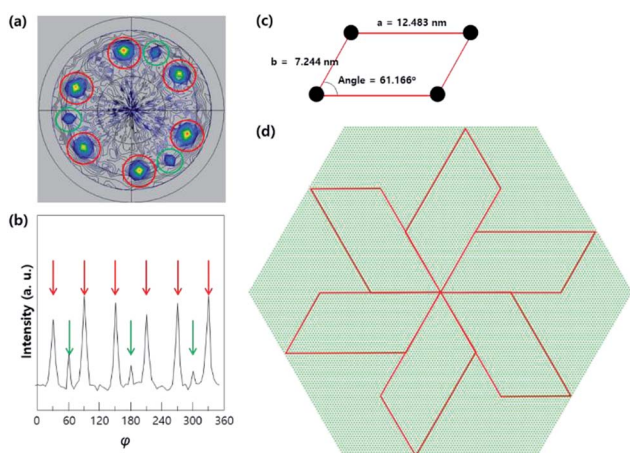 (a)
(b)
Intensity (a. u.)
0 60 120 180 240 300 360
φ
(c)
a = 12.483 nm
b = 7.244 nm
Angle = 61.166°
(d)